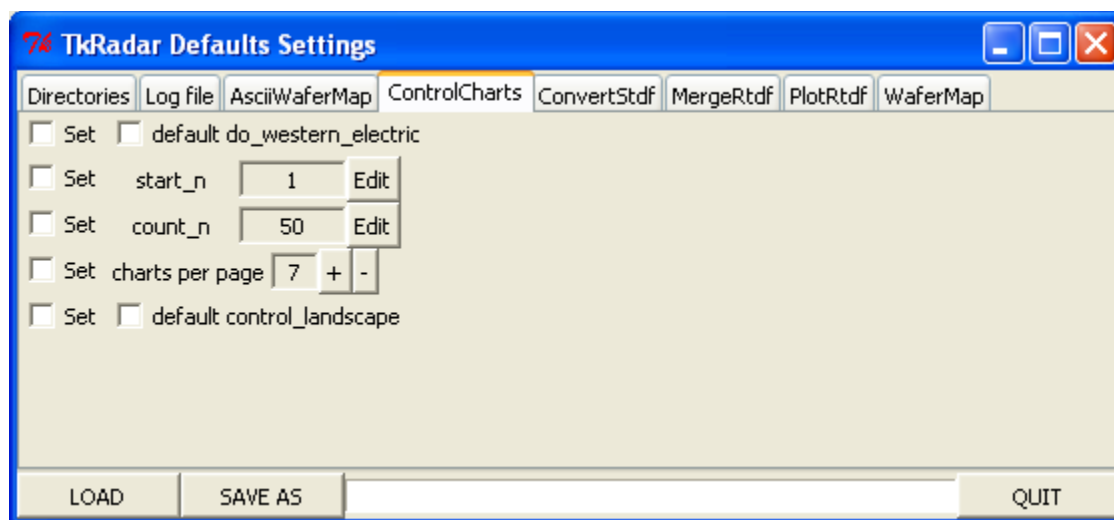 7% TkRadar Defaults Settings
Directories Log file AsciiWaferMap ControlCharts ConvertStdf MergeRtdf PlotRtdf WaferMap
Set default do_western_electric
Set start_n 1 Edit
Set count_n 50 Edit
Set charts per page 7 + -
Set default control_landscape
LOAD SAVE AS QUIT